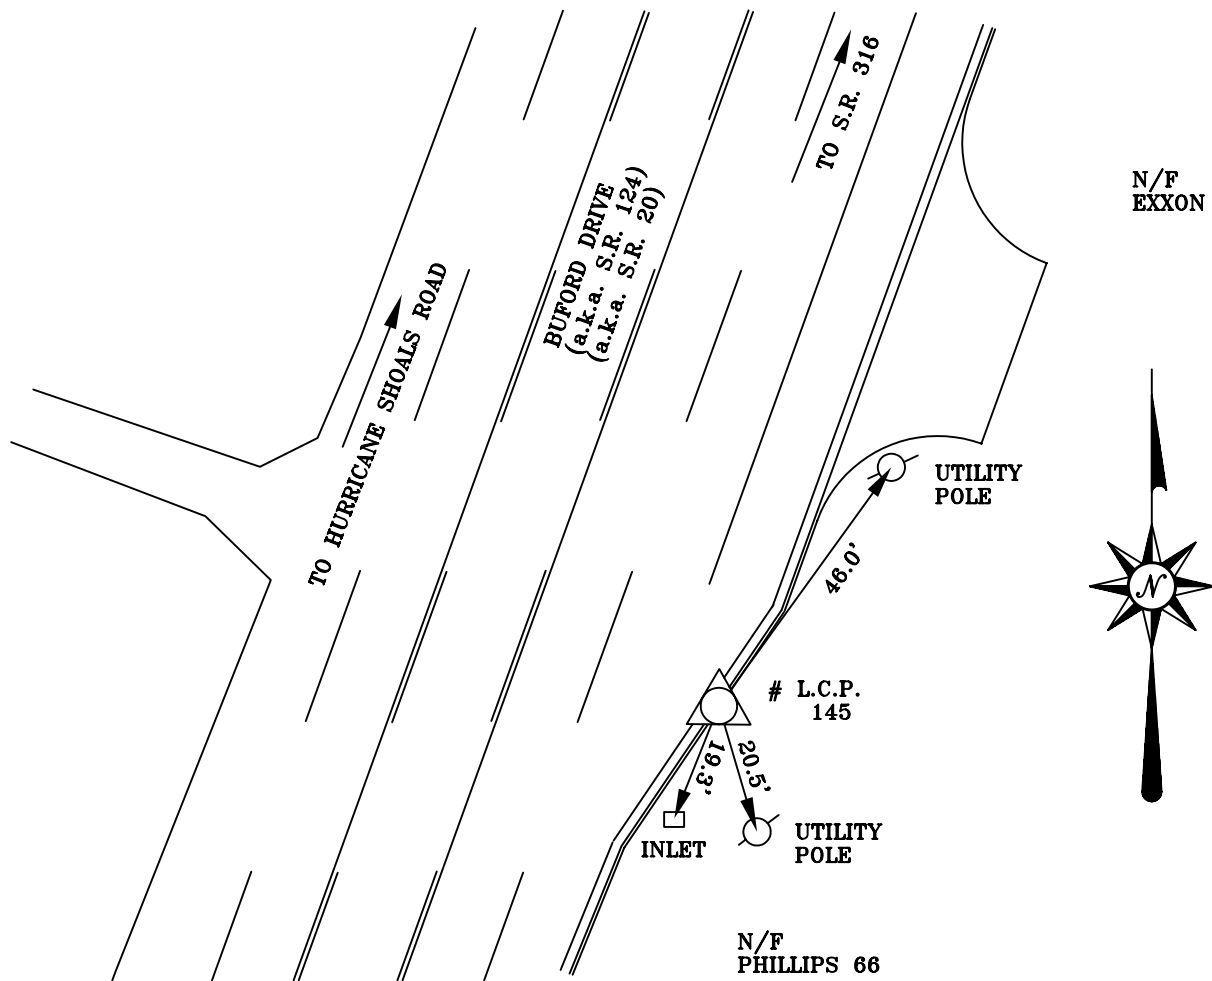 TO S.R. 316
N/F
EXXON
BUFORD DRIVE
(a.k.a. S.R. 124)
(a.k.a. S.R. 20)
TO HURRICANE SHOALS ROAD
UTILITY
POLE
46.0'
N
# L.C.P.
145
19.3'
20.5'
INLET
UTILITY
POLE
N/F
PHILLIPS 66